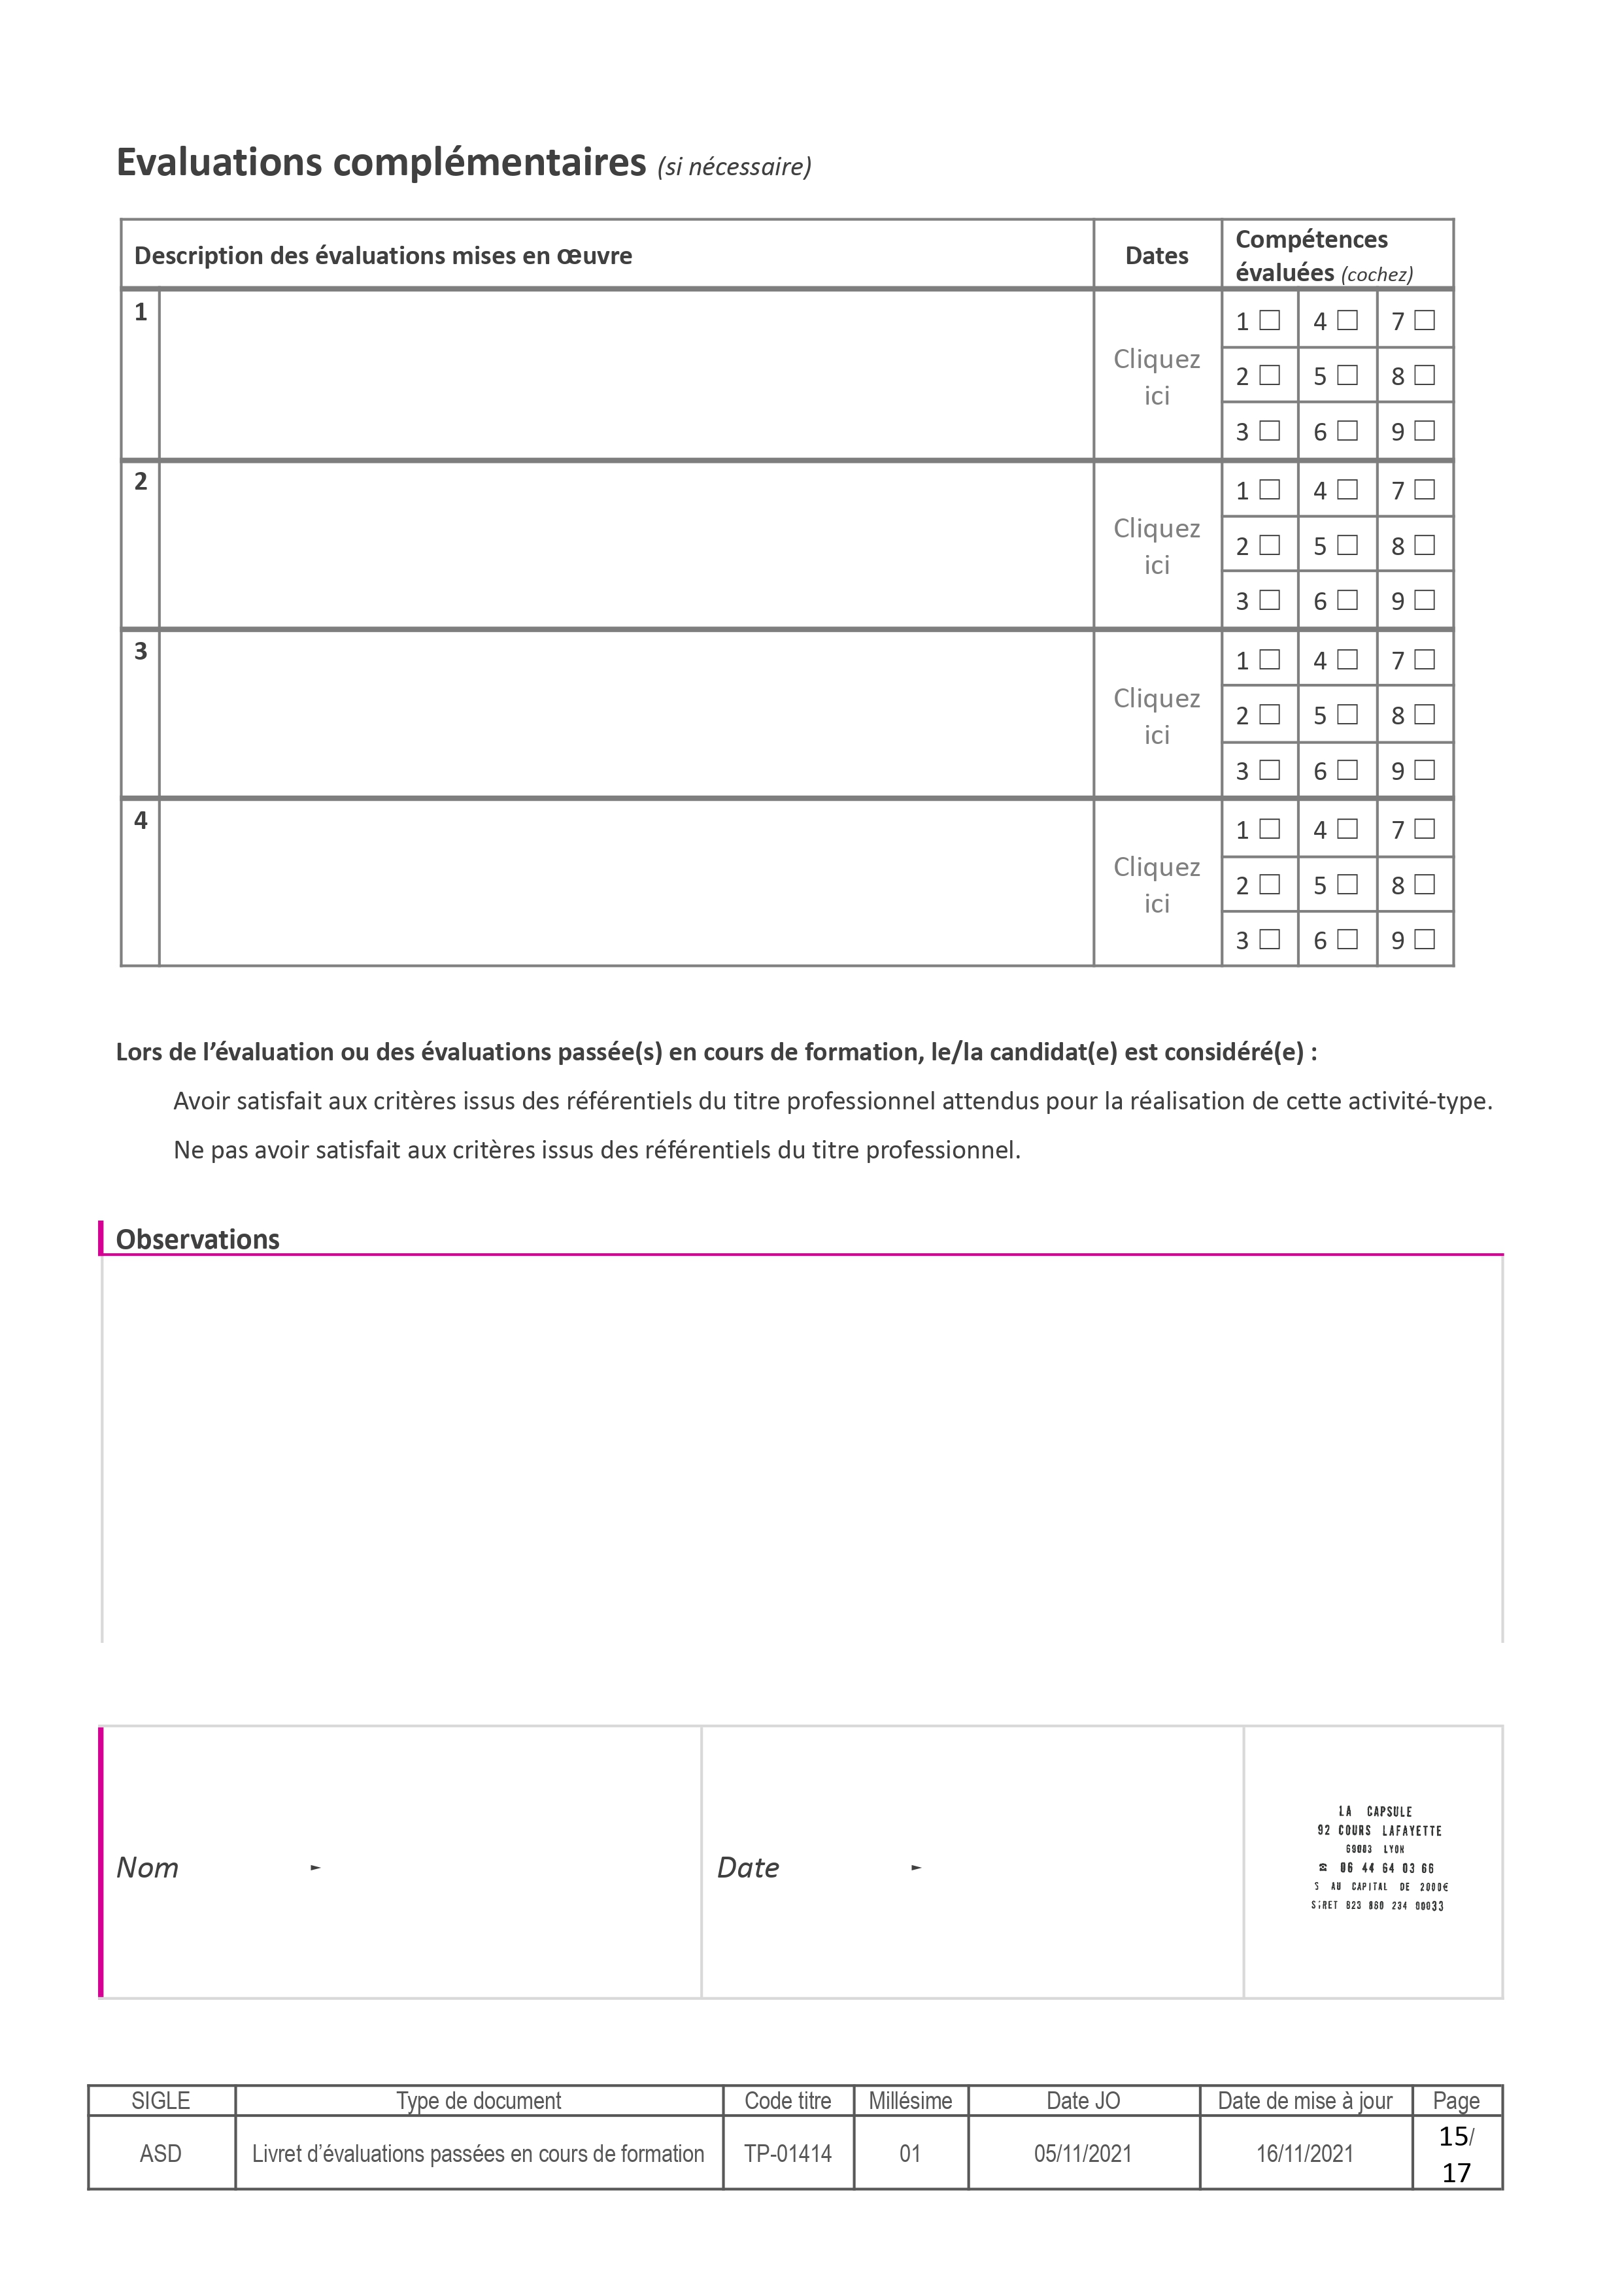 Evaluations complémentaires (si nécessaire)
Description des évaluations mises en œuvre Dates Compétences
évaluées (cochez)
1 Cliquez
ici 1 ☐ 4 ☐ 7 ☐
2 ☐ 5 ☐ 8 ☐
3 ☐ 6 ☐ 9 ☐
2 Cliquez
ici 1 ☐ 4 ☐ 7 ☐
2 ☐ 5 ☐ 8 ☐
3 ☐ 6 ☐ 9 ☐
3 Cliquez
ici 1 ☐ 4 ☐ 7 ☐
2 ☐ 5 ☐ 8 ☐
3 ☐ 6 ☐ 9 ☐
4 Cliquez
ici 1 ☐ 4 ☐ 7 ☐
2 ☐ 5 ☐ 8 ☐
3 ☐ 6 ☐ 9 ☐
Lors de l’évaluation ou des évaluations passée(s) en cours de formation, le/la candidat(e) est considéré(e) :
Avoir satisfait aux critères issus des référentiels du titre professionnel attendus pour la réalisation de cette activité-type.
Ne pas avoir satisfait aux critères issus des référentiels du titre professionnel.
Observations
Nom ► Date ►
LA CAPSULE
92 COURS LAFAYETTE
69003 LYON
☎ 06 44 64 03 66
S AU CAPITAL DE 2000€
SIRET 823 860 234 00033
SIGLE Type de document Code titre Millésime Date JO Date de mise à jour Page
ASD Livret d’évaluations passées en cours de formation TP-01414 01 05/11/2021 16/11/2021 15/
17